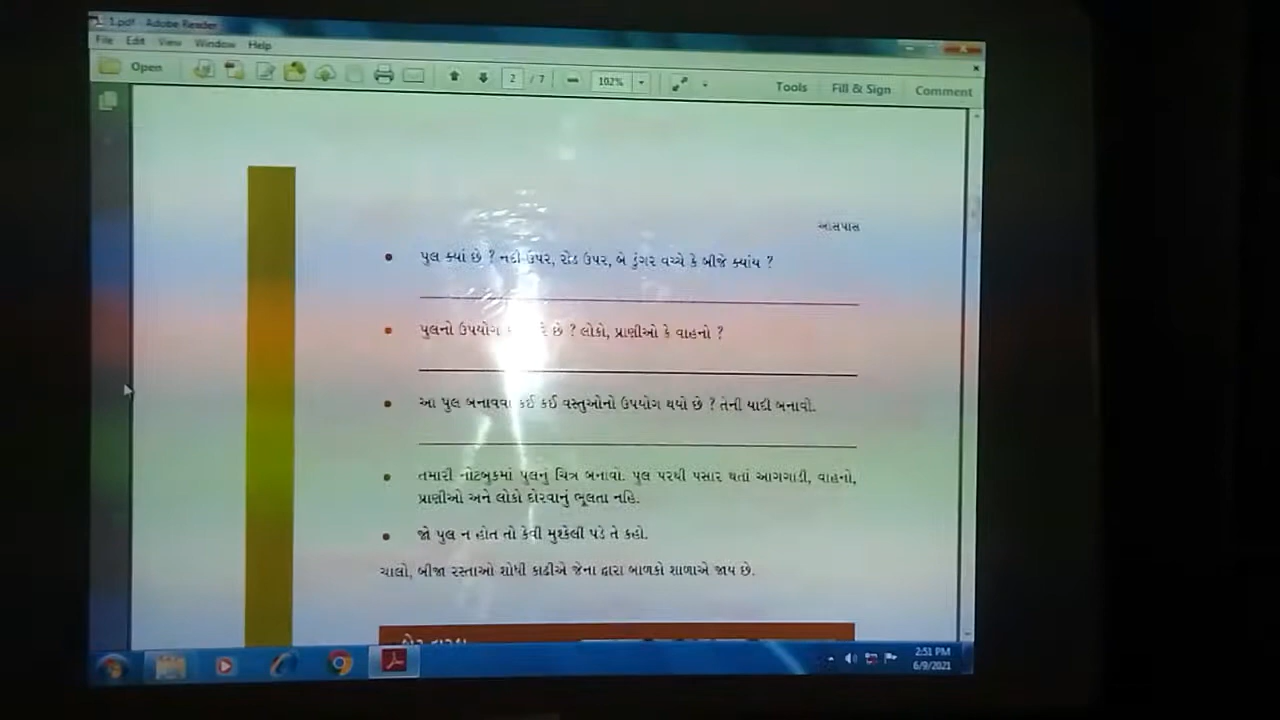 1.pdf - Adobe Reader
File Edit View Window Help
Open 2 / 7 102% Tools Fill & Sign Comment
આસપાસ
પુલ ક્યાં છે ? નદી ઉપર, રોડ ઉપર, બે ડુંગર વચ્ચે કે બીજે ક્યાંય ?
પુલનો ઉપયોગ છે ? લોકો, પ્રાણીઓ કે વાહનો ?
આ પુલ બનાવવા કઈ કઈ વસ્તુઓનો ઉપયોગ થયો છે ? તેની યાદી બનાવો.
તમારી નોટબુકમાં પુલનું ચિત્ર બનાવો. પુલ પરથી પસાર થતાં આગગાડી, વાહનો,
પ્રાણીઓ અને લોકો દોરવાનું ભૂલતા નહિ.
જો પુલ ન હોત તો કેવી મુશ્કેલી પડે તે કહો.
ચાલો, બીજા રસ્તાઓ શોધી કાઢીએ જેના દ્વારા બાળકો શાળાએ જાય છે.
2:51 PM
6/9/2021